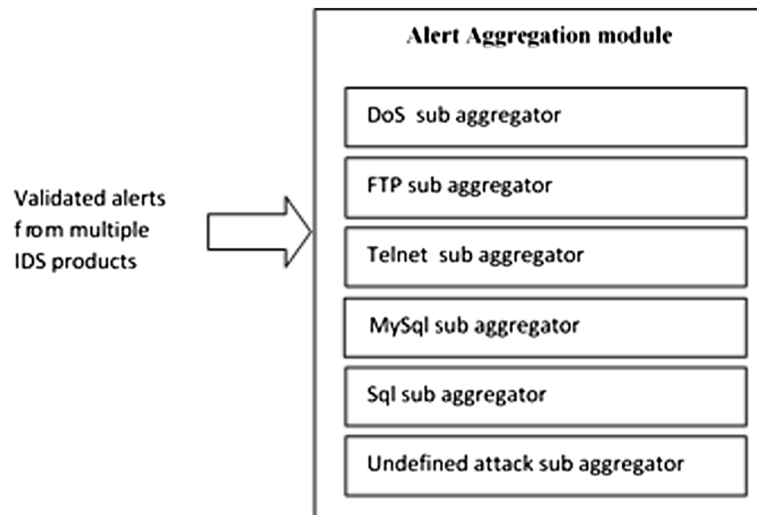 Alert Aggregation module
DoS sub aggregator
FTP sub aggregator
Validated alerts
from multiple
IDS products
Telnet sub aggregator
MySql sub aggregator
Sql sub aggregator
Undefined attack sub aggregator